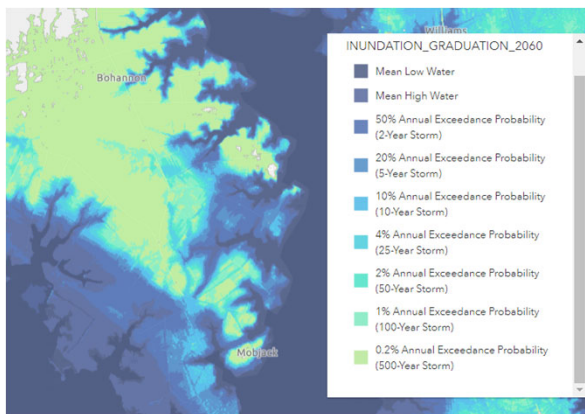 Williams
INUNDATION_GRADUATION_2060
Bohannon
Mean Low Water
Mean High Water
50% Annual Exceedance Probability
(2-Year Storm)
20% Annual Exceedance Probability
(5-Year Storm)
10% Annual Exceedance Probability
(10-Year Storm)
4% Annual Exceedance Probability
(25-Year Storm)
2% Annual Exceedance Probability
(50-Year Storm)
1% Annual Exceedance Probability
(100-Year Storm)
0.2% Annual Exceedance Probability
(500-Year Storm)
Mobjack